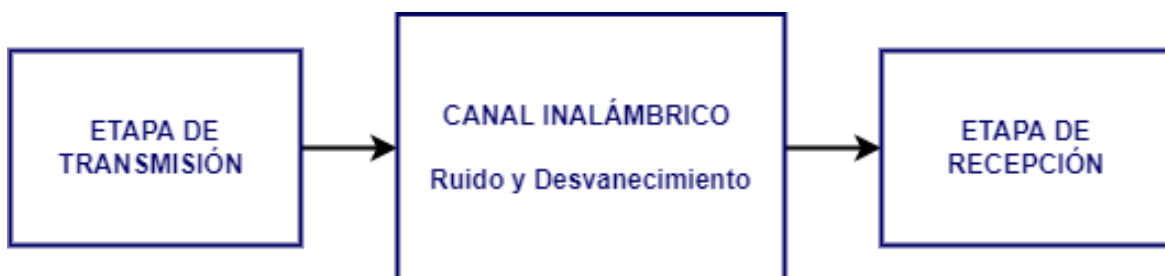 ETAPA DE
TRANSMISIÓN
CANAL INALÁMBRICO
Ruido y Desvanecimiento
ETAPA DE
RECEPCIÓN